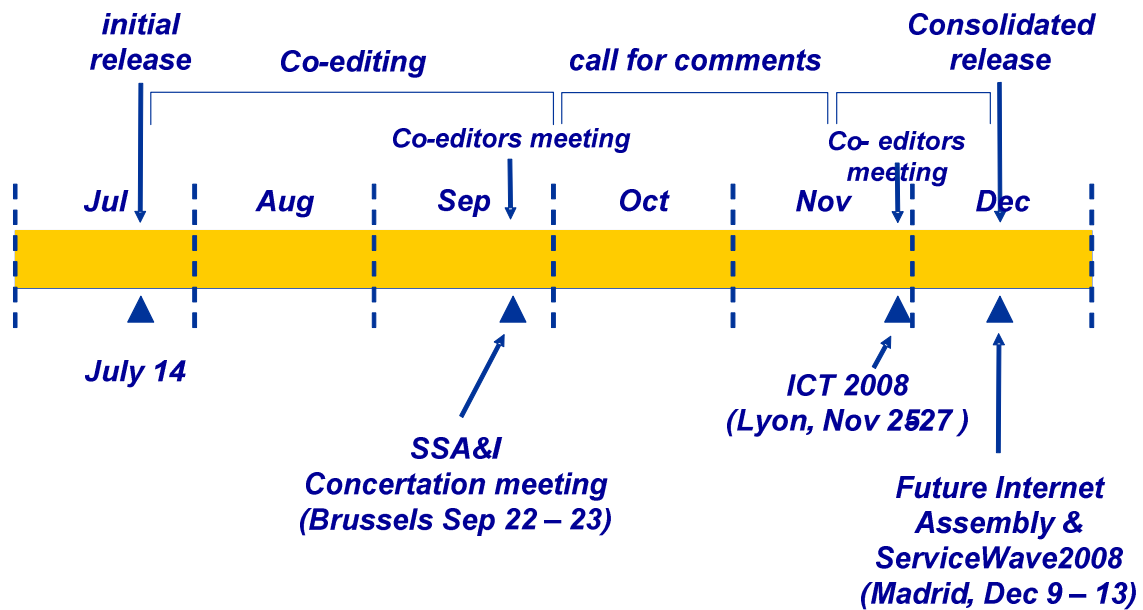 initial
release
Co-editing
call for comments
Consolidated
release
Co-editors meeting
Co- editors
meeting
Jul
Aug
Sep
Oct
Nov
Dec
July 14
SSA&I
Concertation meeting
(Brussels Sep 22 – 23)
ICT 2008
(Lyon, Nov 25-27 )
Future Internet
Assembly &
ServiceWave2008
(Madrid, Dec 9 – 13)